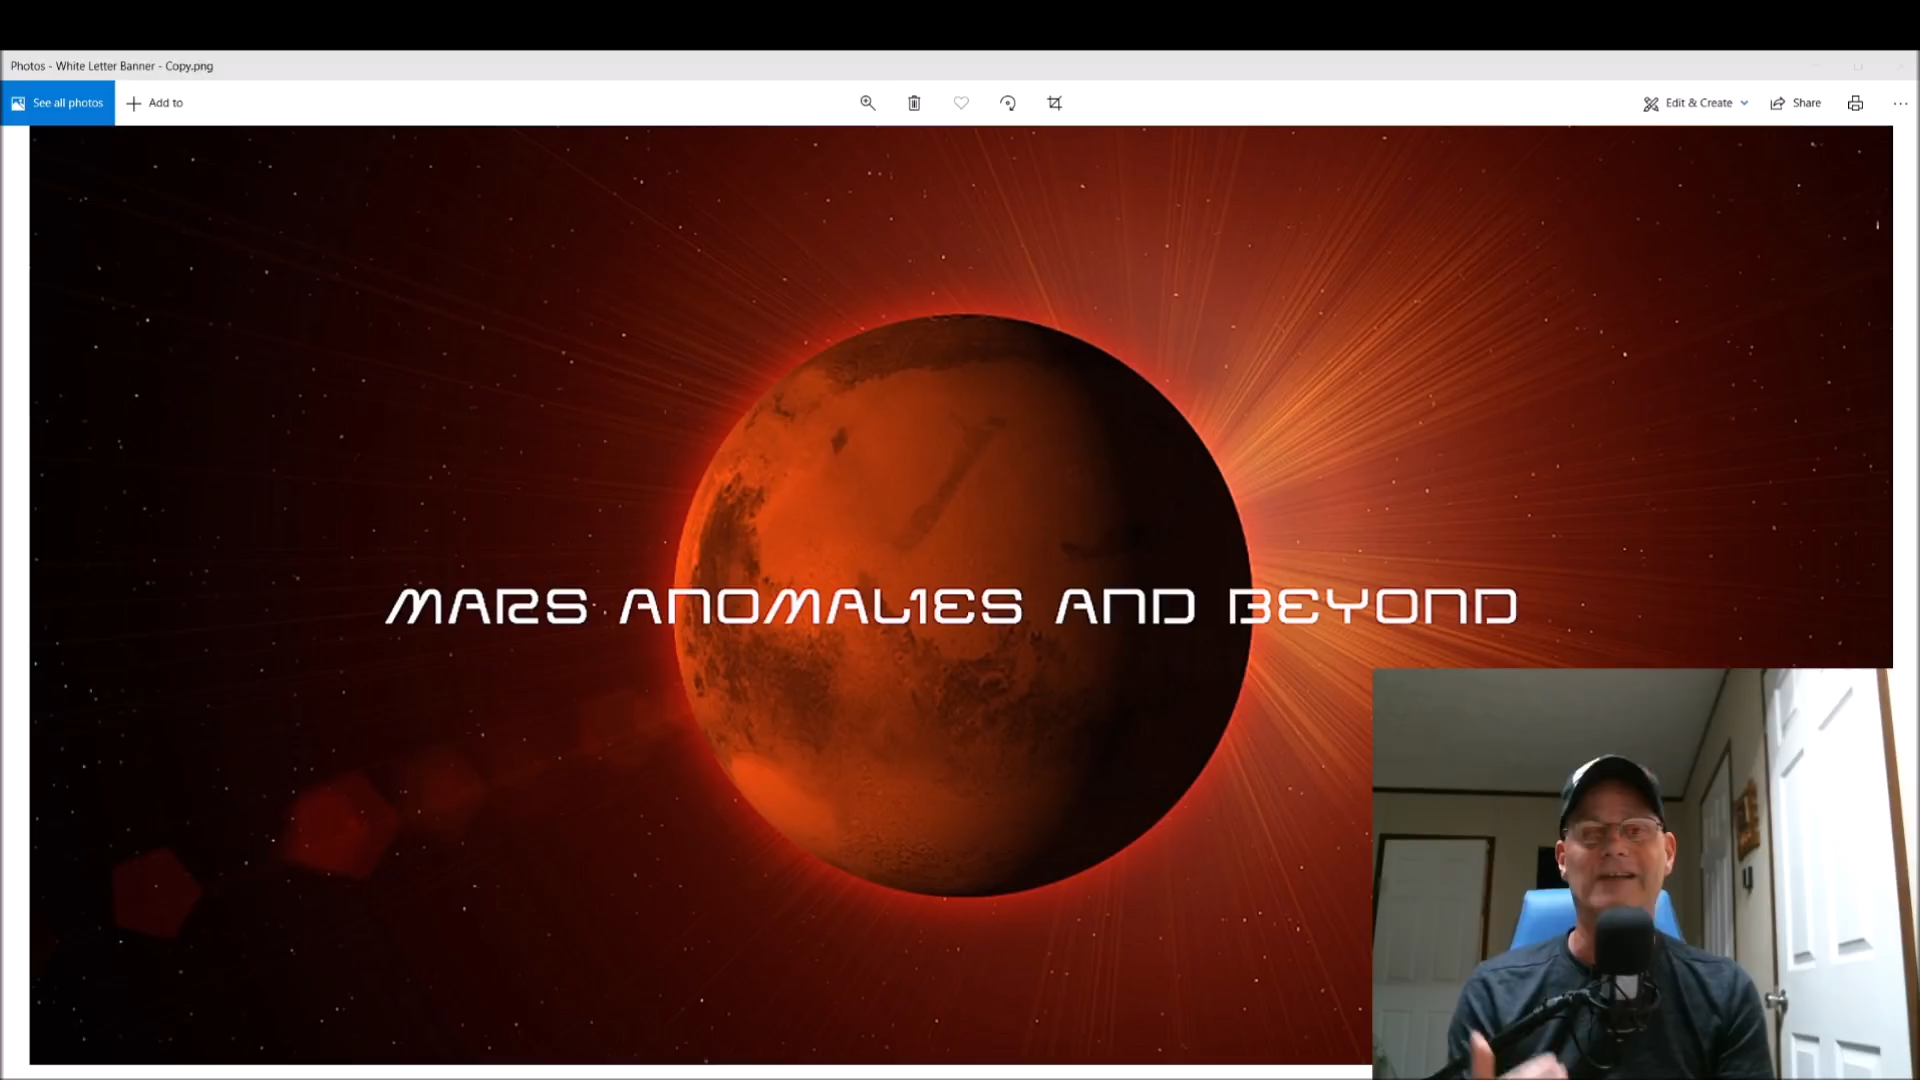 Photos - White Letter Banner - Copy.png
See all photos
Add to
Edit & Create
Share
MARS ANOMALIES AND BEYOND